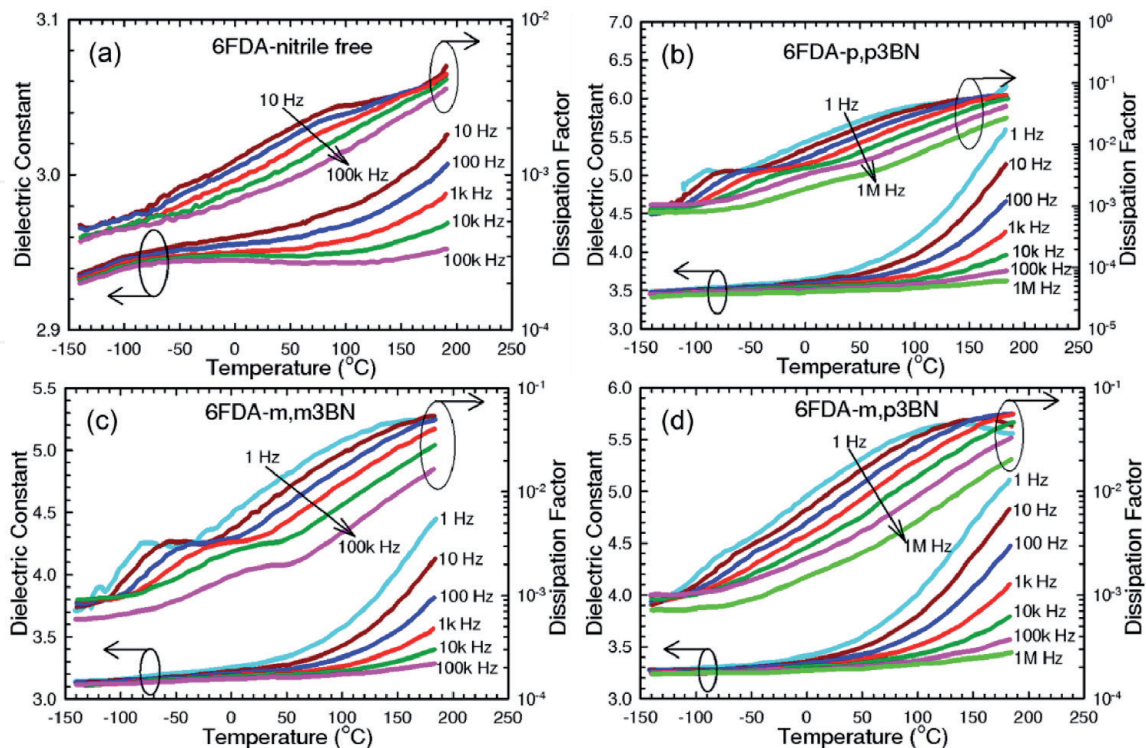 (a) 6FDA-nitrile free
3.1
3.0
2.9
Dielectric Constant
10 Hz
100k Hz
10 Hz
100 Hz
1k Hz
10k Hz
100k Hz
10⁻²
10⁻³
10⁻⁴
Dissipation Factor
-150 -100 -50 0 50 100 150 200 250
Temperature (°C)
(b) 6FDA-p,p3BN
7.0
6.5
6.0
5.5
5.0
4.5
4.0
3.5
3.0
Dielectric Constant
1 Hz
1M Hz
1 Hz
10 Hz
100 Hz
1k Hz
10k Hz
100k Hz
1M Hz
10⁰
10⁻¹
10⁻²
10⁻³
10⁻⁴
10⁻⁵
Dissipation Factor
-150 -100 -50 0 50 100 150 200 250
Temperature (°C)
(c) 6FDA-m,m3BN
5.5
5.0
4.5
4.0
3.5
3.0
Dielectric Constant
1 Hz
100k Hz
1 Hz
10 Hz
100 Hz
1k Hz
10k Hz
100k Hz
10⁻¹
10⁻²
10⁻³
10⁻⁴
Dissipation Factor
-150 -100 -50 0 50 100 150 200 250
Temperature (°C)
(d) 6FDA-m,p3BN
6.0
5.5
5.0
4.5
4.0
3.5
3.0
Dielectric Constant
1 Hz
1M Hz
1 Hz
10 Hz
100 Hz
1k Hz
10k Hz
100k Hz
1M Hz
10⁻¹
10⁻²
10⁻³
10⁻⁴
Dissipation Factor
-150 -100 -50 0 50 100 150 200 250
Temperature (°C)